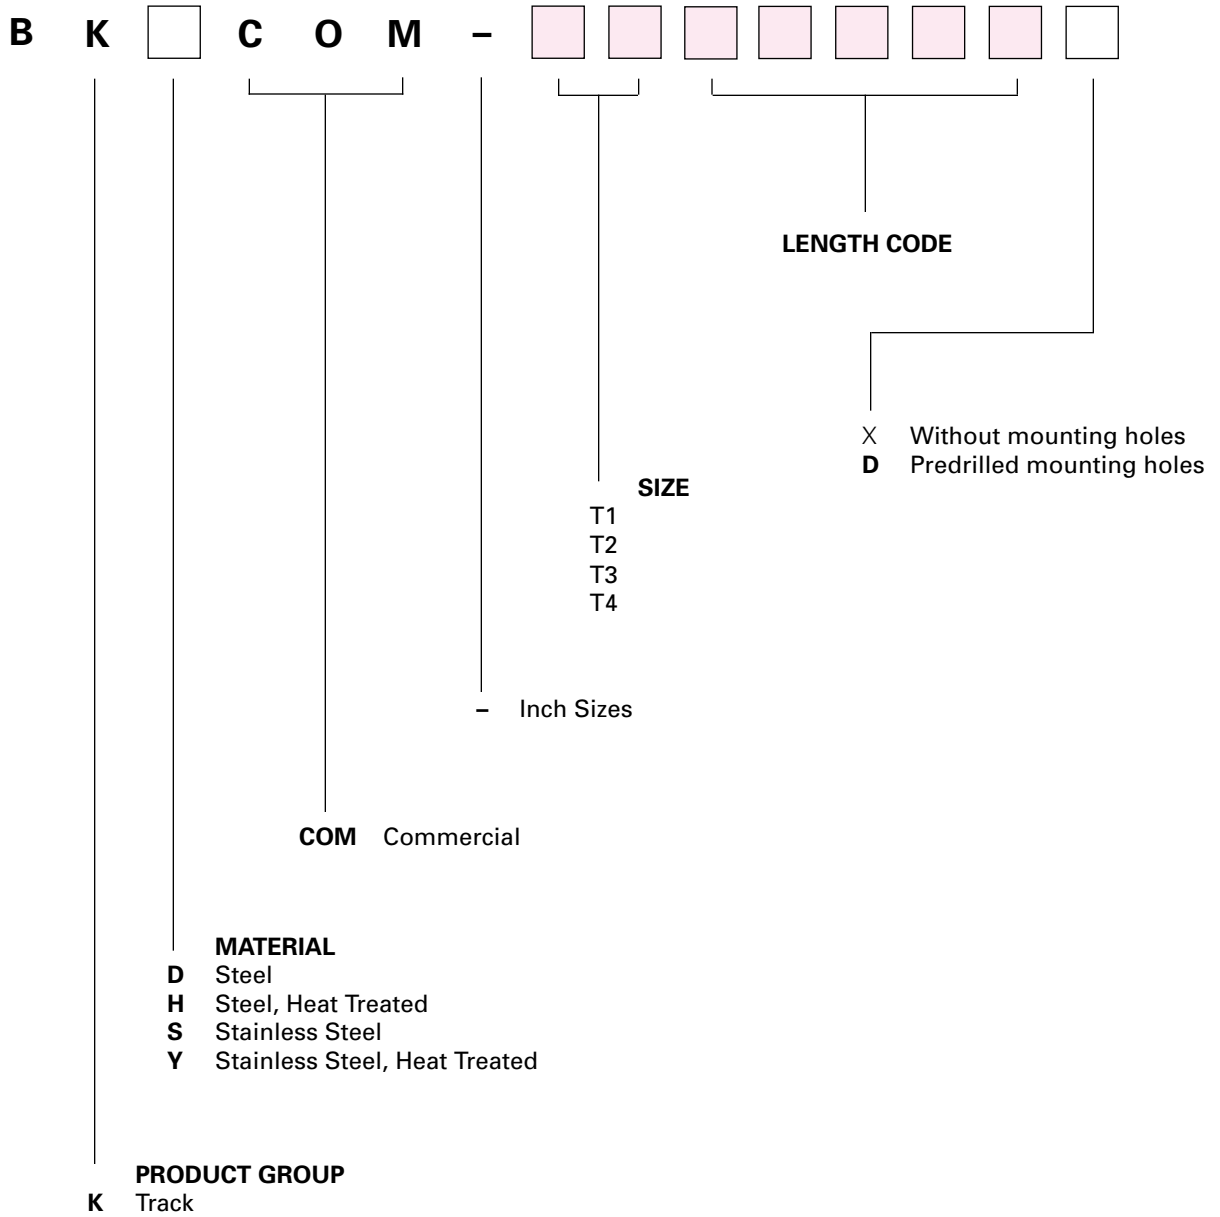 B K C O M –
LENGTH CODE
X Without mounting holes
D Predrilled mounting holes
SIZE
T1
T2
T3
T4
– Inch Sizes
COM Commercial
MATERIAL
D Steel
H Steel, Heat Treated
S Stainless Steel
Y Stainless Steel, Heat Treated
PRODUCT GROUP
K Track